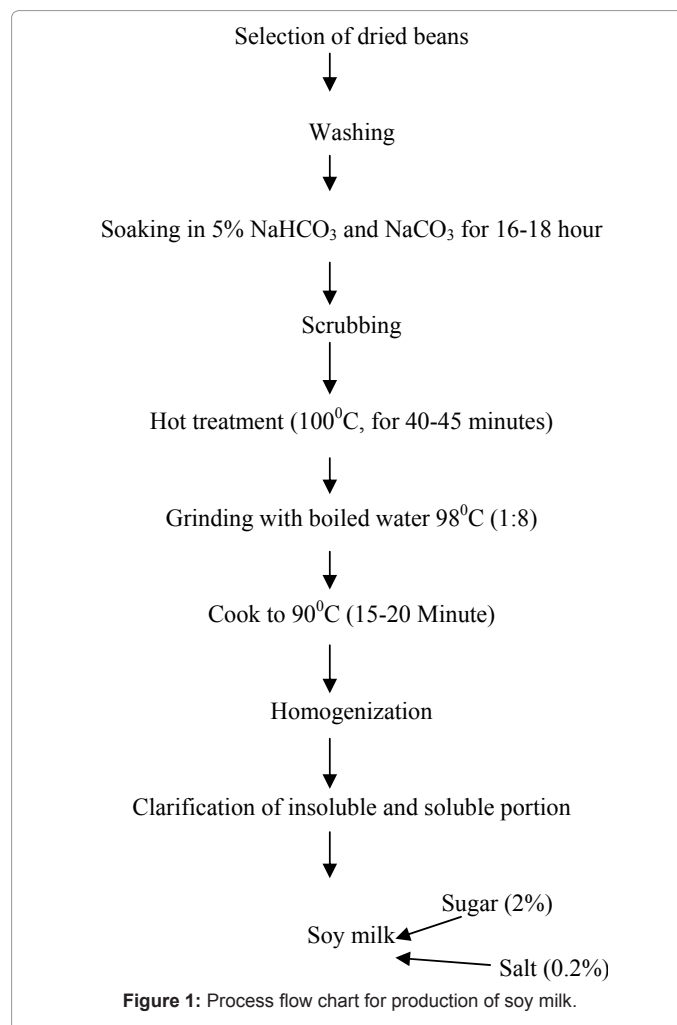 Selection of dried beans
Washing
Soaking in 5% NaHCO₃ and NaCO₃ for 16-18 hour
Scrubbing
Hot treatment (100⁰C, for 40-45 minutes)
Grinding with boiled water 98⁰C (1:8)
Cook to 90⁰C (15-20 Minute)
Homogenization
Clarification of insoluble and soluble portion
Sugar (2%)
Soy milk
Salt (0.2%)
Figure 1: Process flow chart for production of soy milk.